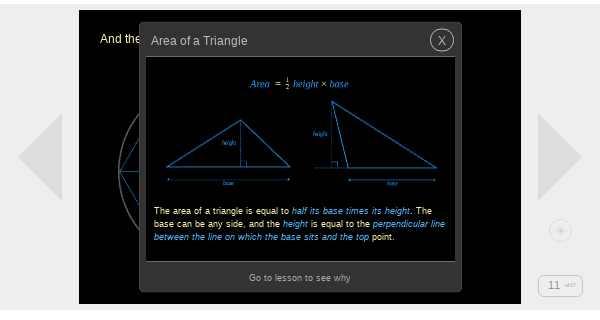 And the
Area of a Triangle
X
Area = 1/2 height × base
height
height
base
base
The area of a triangle is equal to half its base times its height. The
base can be any side, and the height is equal to the perpendicular line
between the line on which the base sits and the top point.
Go to lesson to see why
11